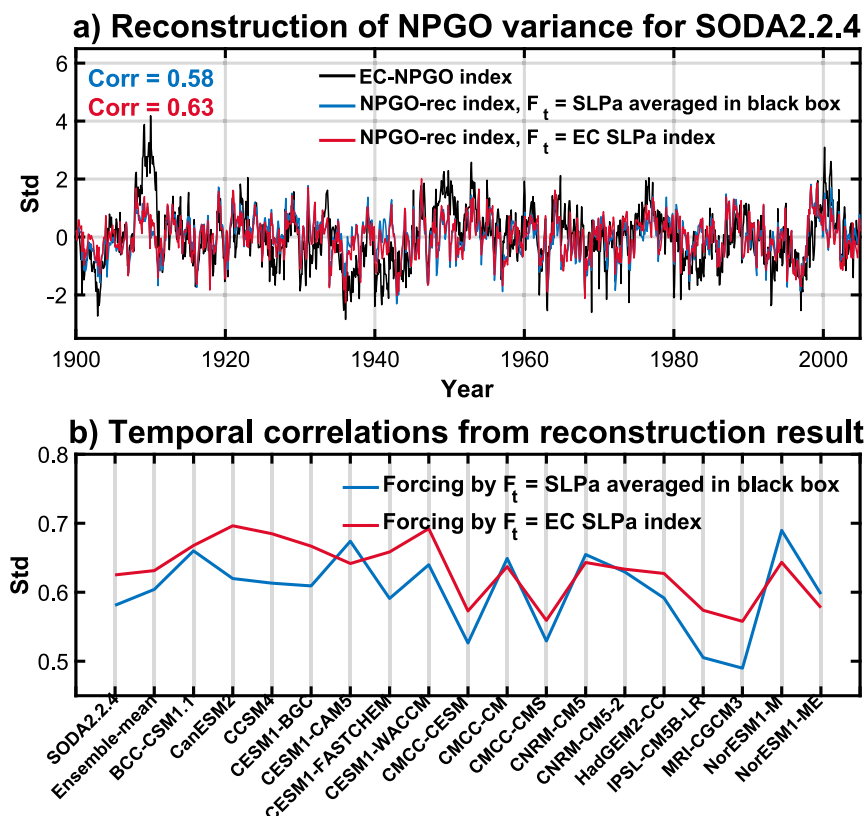 a) Reconstruction of NPGO variance for SODA2.2.4
6
4
2
0
-2
Std
Corr = 0.58
Corr = 0.63
EC-NPGO index
NPGO-rec index, F_t = SLPa averaged in black box
NPGO-rec index, F_t = EC SLPa index
1900
1920
1940
1960
1980
2000
Year
b) Temporal correlations from reconstruction result
0.8
0.7
0.6
0.5
Std
Forcing by F_t = SLPa averaged in black box
Forcing by F_t = EC SLPa index
SODA2.2.4
Ensemble-mean
BCC-CSM1.1
CanESM2
CCSM4
CESM1-BGC
CESM1-CAM5
CESM1-FASTCHEM
CESM1-WACCM
CMCC-CESM
CMCC-CM
CMCC-CMS
CNRM-CM5
CNRM-CM5-2
HadGEM2-CC
IPSL-CM5B-LR
MRI-CGCM3
NorESM1-M
NorESM1-ME